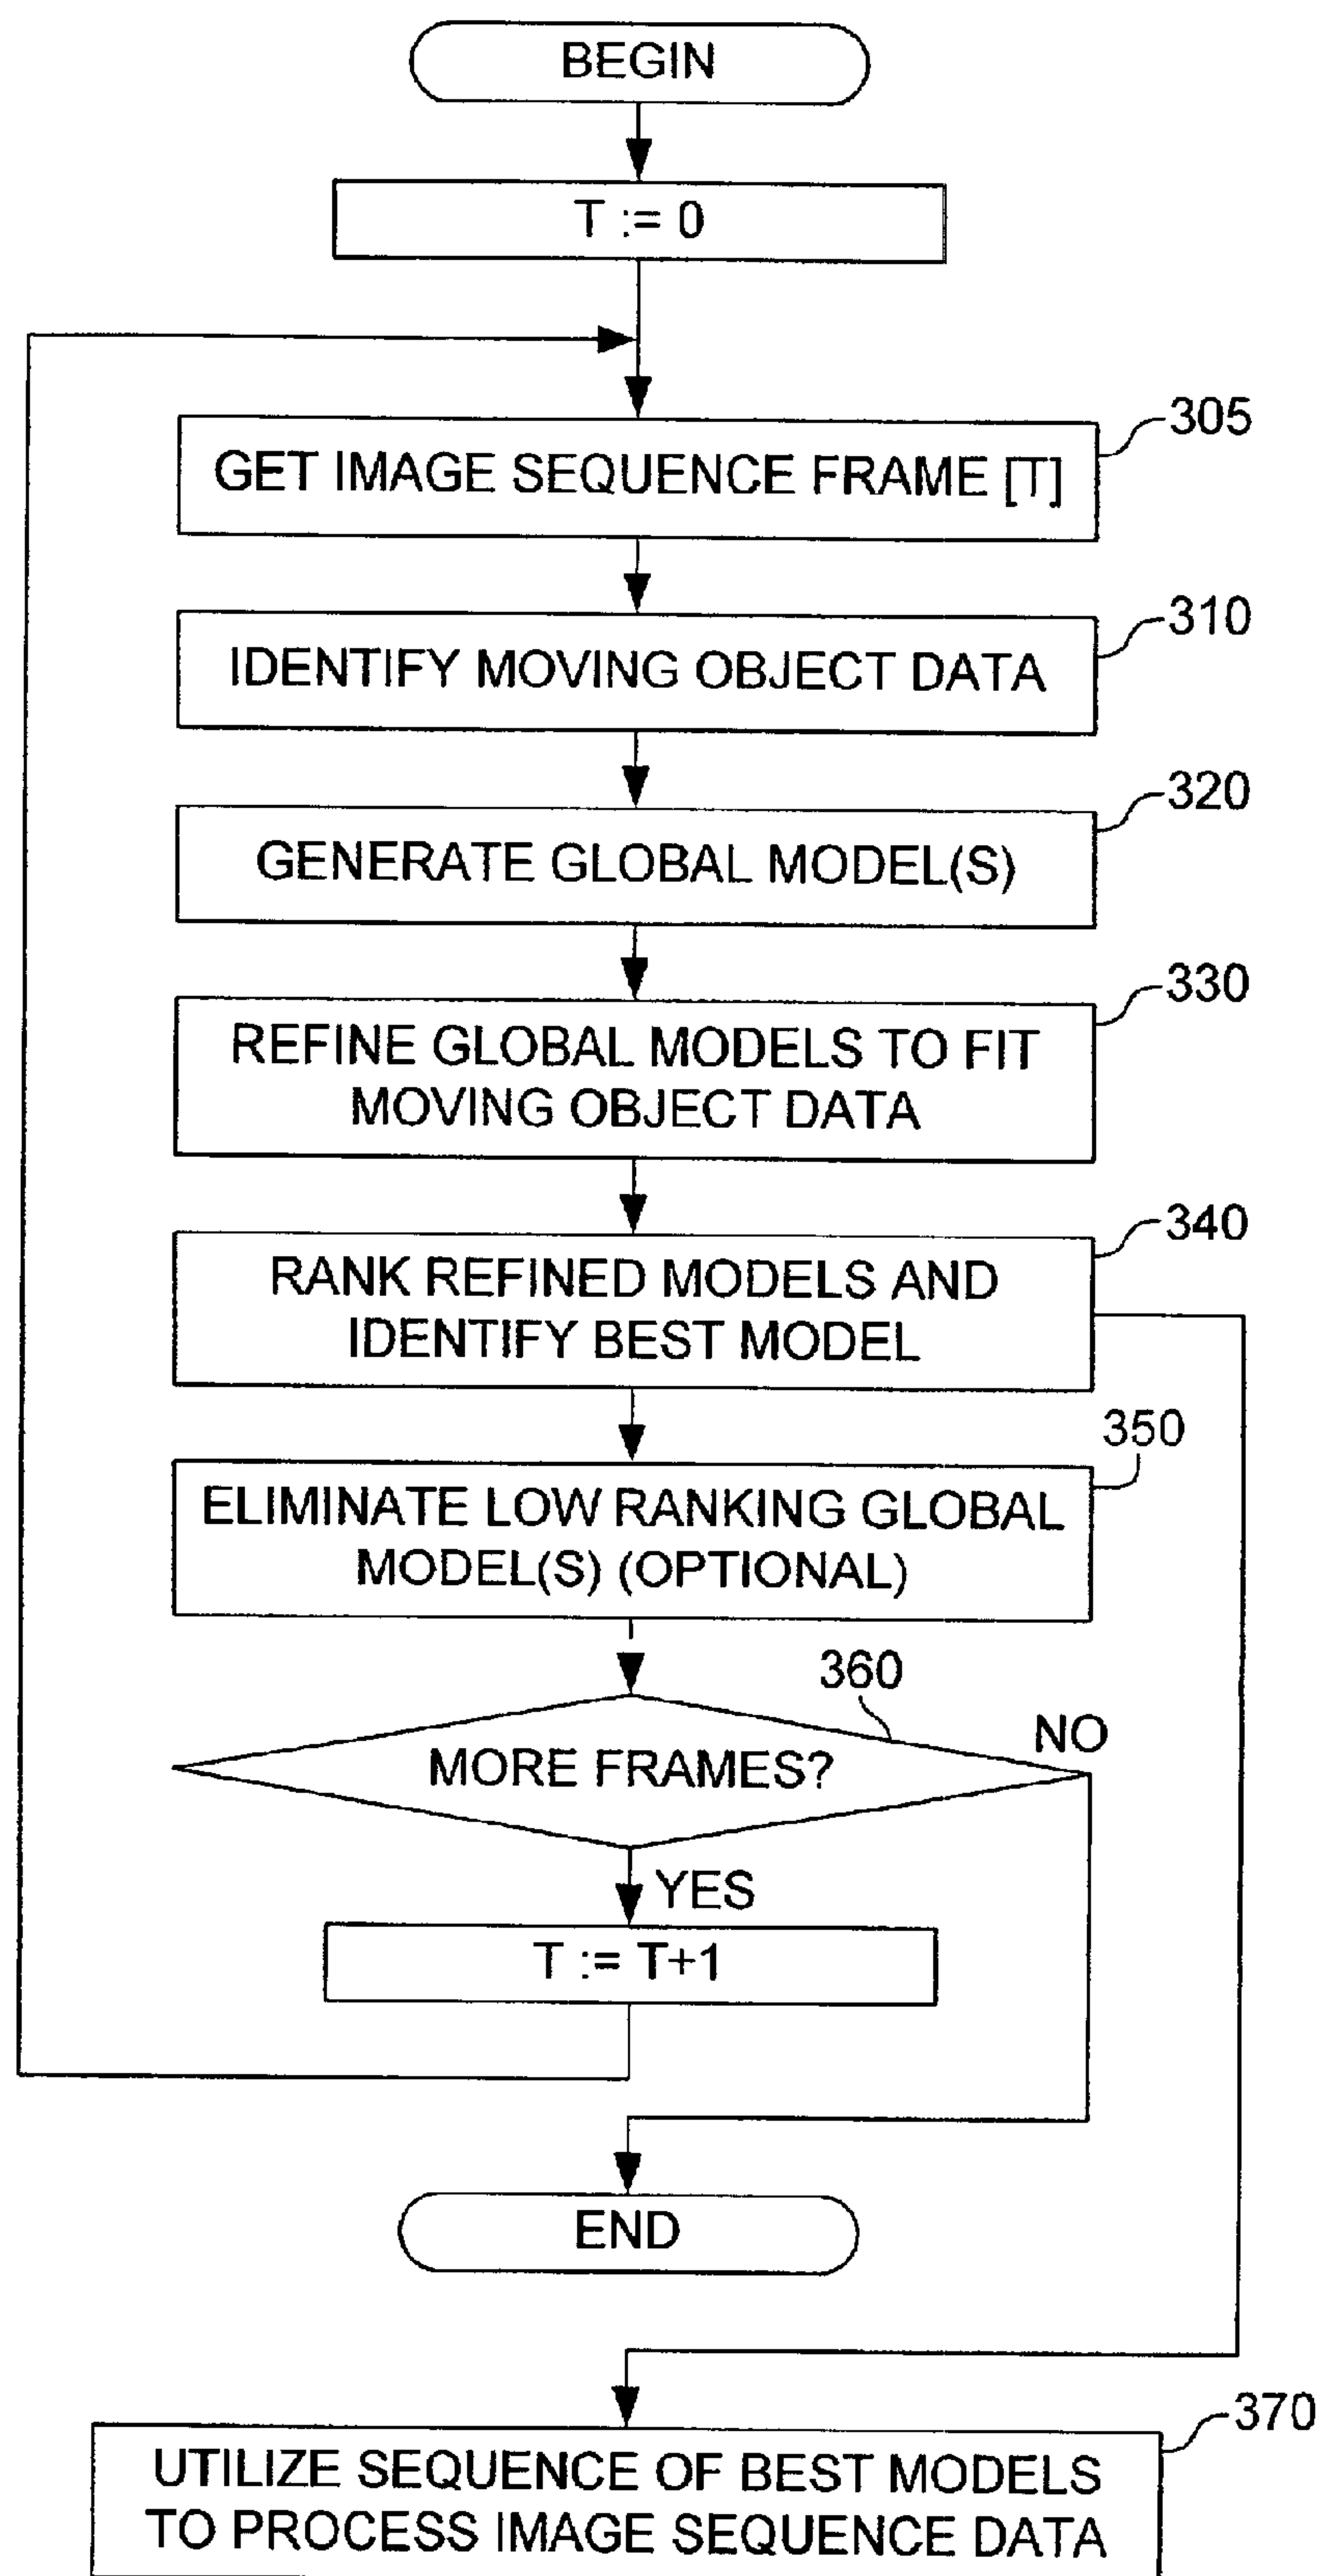 BEGIN
T := 0
305
GET IMAGE SEQUENCE FRAME [T]
310
IDENTIFY MOVING OBJECT DATA
320
GENERATE GLOBAL MODEL(S)
330
REFINE GLOBAL MODELS TO FIT
MOVING OBJECT DATA
340
RANK REFINED MODELS AND
IDENTIFY BEST MODEL
350
ELIMINATE LOW RANKING GLOBAL
MODEL(S) (OPTIONAL)
360
NO
MORE FRAMES?
YES
T := T+1
END
370
UTILIZE SEQUENCE OF BEST MODELS
TO PROCESS IMAGE SEQUENCE DATA